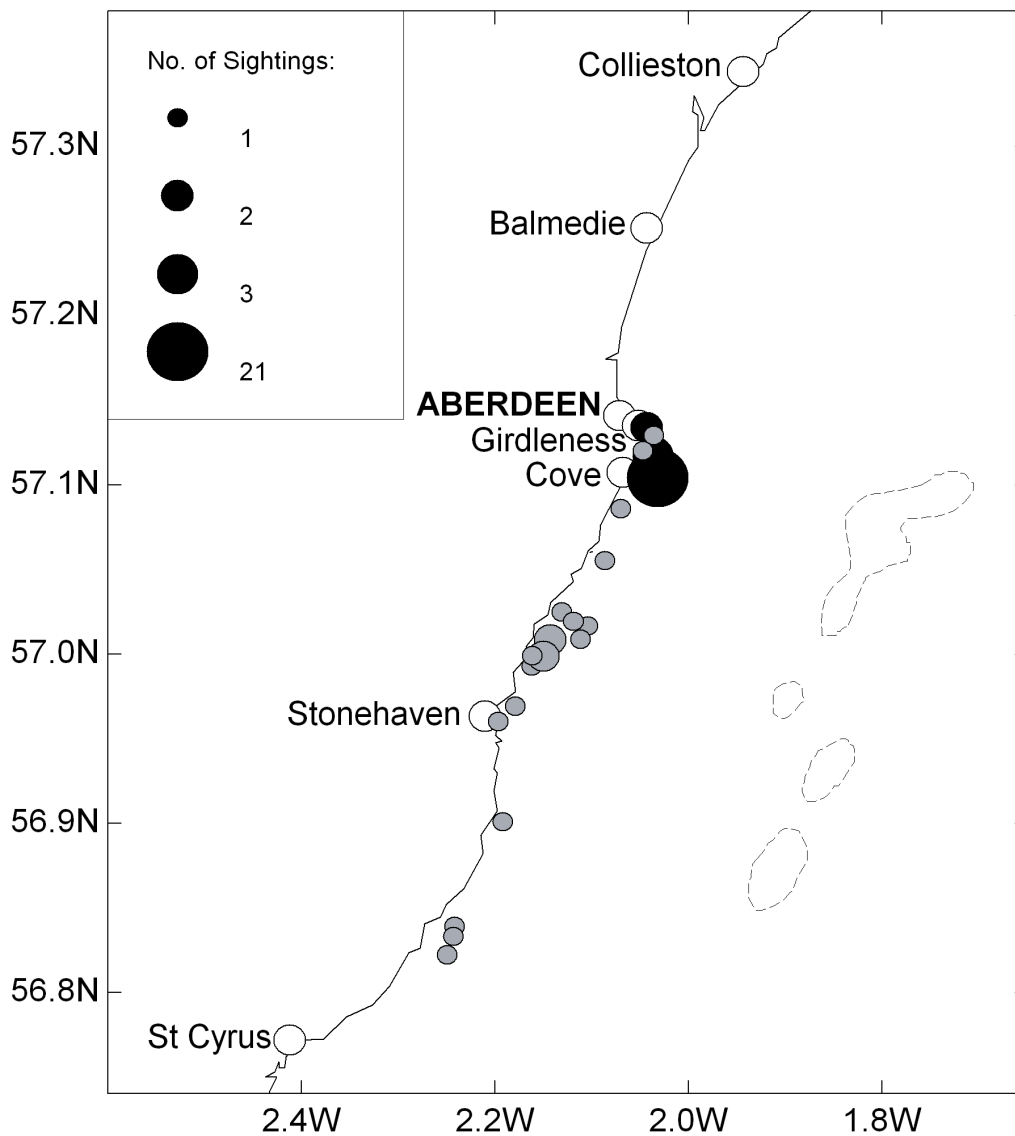 No. of Sightings:
1
2
3
21
Collieston
57.3N
Balmedie
57.2N
ABERDEEN
Girdleness
Cove
57.1N
57.0N
Stonehaven
56.9N
56.8N
St Cyrus
2.4W 2.2W 2.0W 1.8W